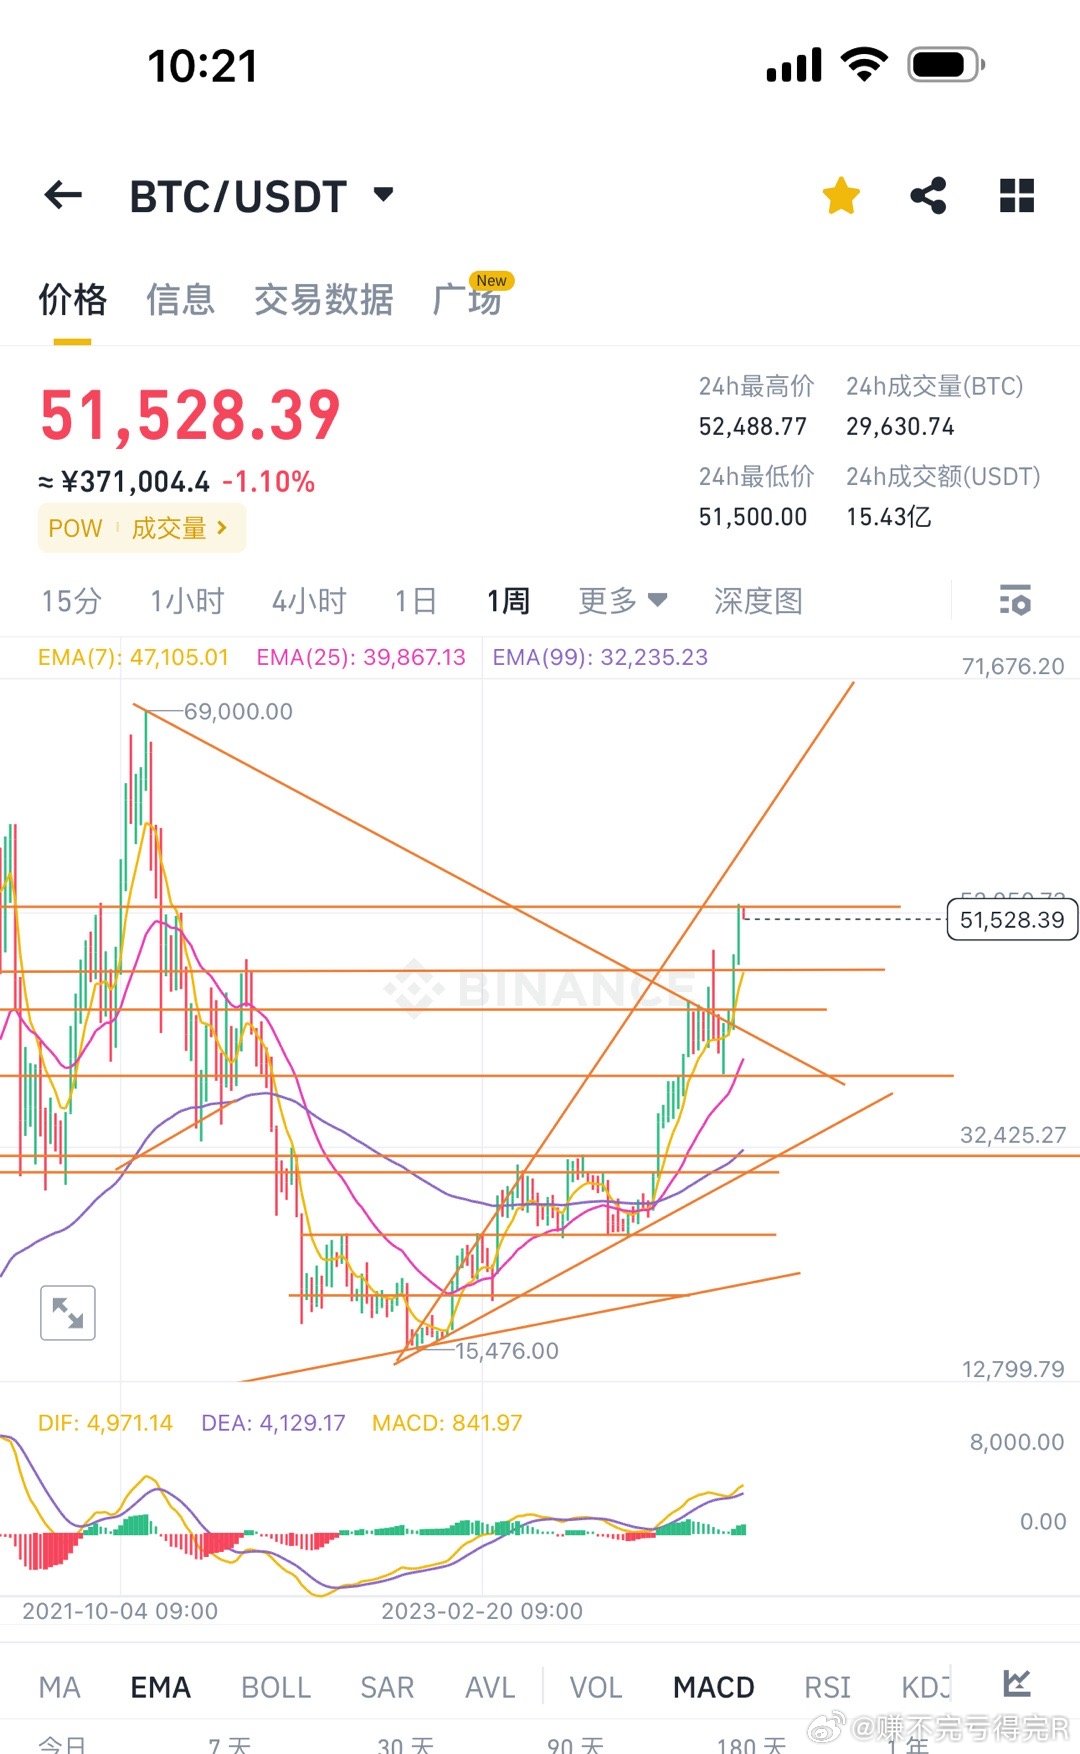 10:21
BTC/USDT
价格 信息 交易数据 广场 New
51,528.39
≈ ¥371,004.4 -1.10%
POW 成交量
24h最高价 24h成交量(BTC)
52,488.77 29,630.74
24h最低价 24h成交额(USDT)
51,500.00 15.43亿
15分 1小时 4小时 1日 1周 更多 深度图
EMA(7): 47,105.01 EMA(25): 39,867.13 EMA(99): 32,235.23
71,676.20
69,000.00
51,528.39
BINANCE
32,425.27
15,476.00
12,799.79
DIF: 4,971.14 DEA: 4,129.17 MACD: 841.97
8,000.00
0.00
2021-10-04 09:00 2023-02-20 09:00
MA EMA BOLL SAR AVL VOL MACD RSI KDJ
@赚不完亏得完R
今日 7天 30天 90天 180天 1年